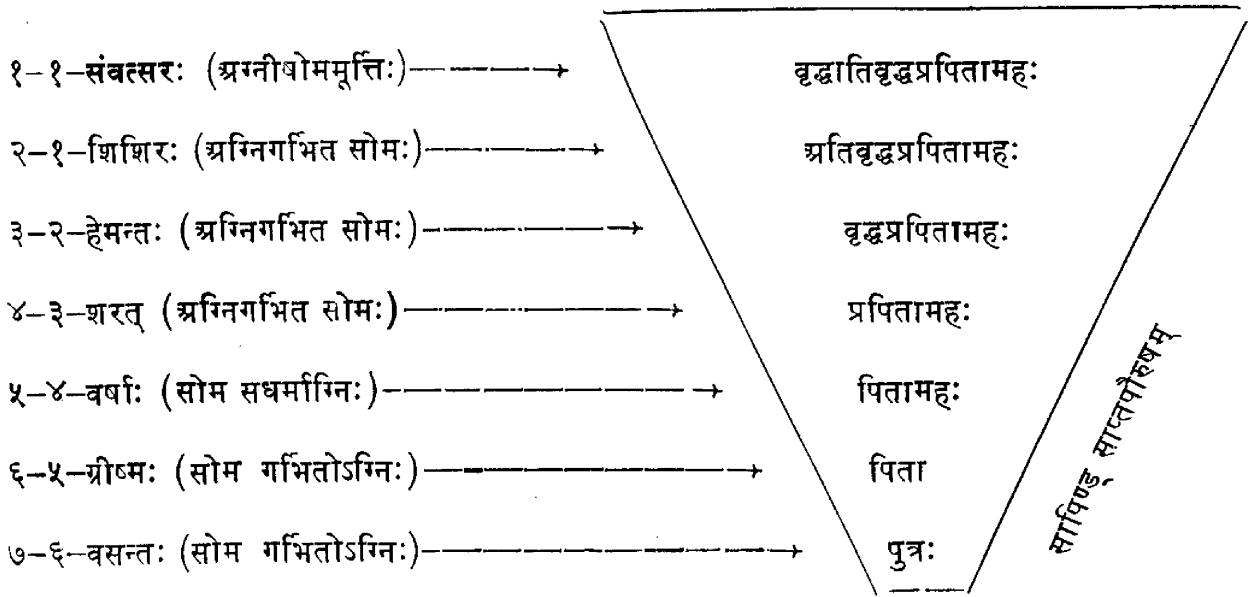 १-१-संवत्सरः (अग्नीषोममूर्त्तिः) → वृद्धातिवृद्धप्रपितामहः
२-१-शिशिरः (अग्निगर्भित सोमः) → अतिवृद्धप्रपितामहः
३-२-हेमन्तः (अग्निगर्भित सोमः) → वृद्धप्रपितामहः
४-३-शरत् (अग्निगर्भित सोमः) → प्रपितामहः
५-४-वर्षाः (सोम सधर्माग्निः) → पितामहः
६-५-ग्रीष्मः (सोम गर्भितोऽग्निः) → पिता
७-६-वसन्तः (सोम गर्भितोऽग्निः) → पुत्रः
सापिण्ड्य साप्तपौरुषम्